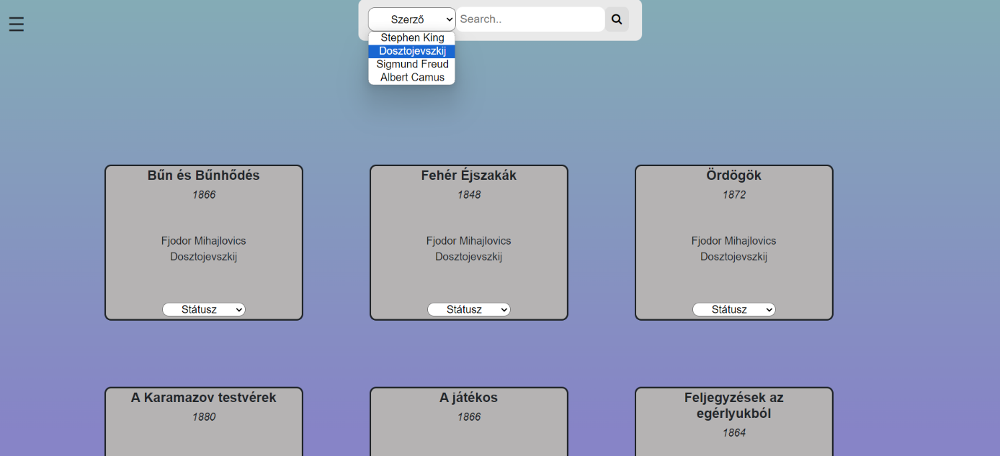 Szerző
Search..
Stephen King
Dosztojevszkij
Sigmund Freud
Albert Camus
Bűn és Bűnhődés
1866
Fjodor Mihajlovics
Dosztojevszkij
Státusz
Fehér Éjszakák
1848
Fjodor Mihajlovics
Dosztojevszkij
Státusz
Ördögök
1872
Fjodor Mihajlovics
Dosztojevszkij
Státusz
A Karamazov testvérek
1880
A játékos
1866
Feljegyzések az
egérlyukból
1864